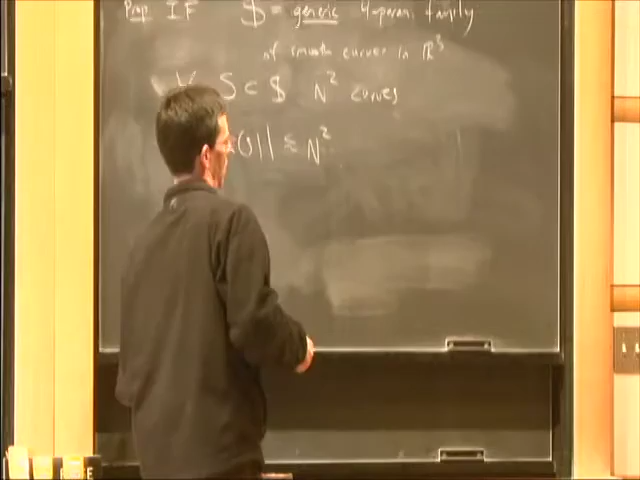 Prop. IF $ = generic 4-param family
of smooth curves in R³
∀ S ⊂ $ N² curves
)| ≲ N²